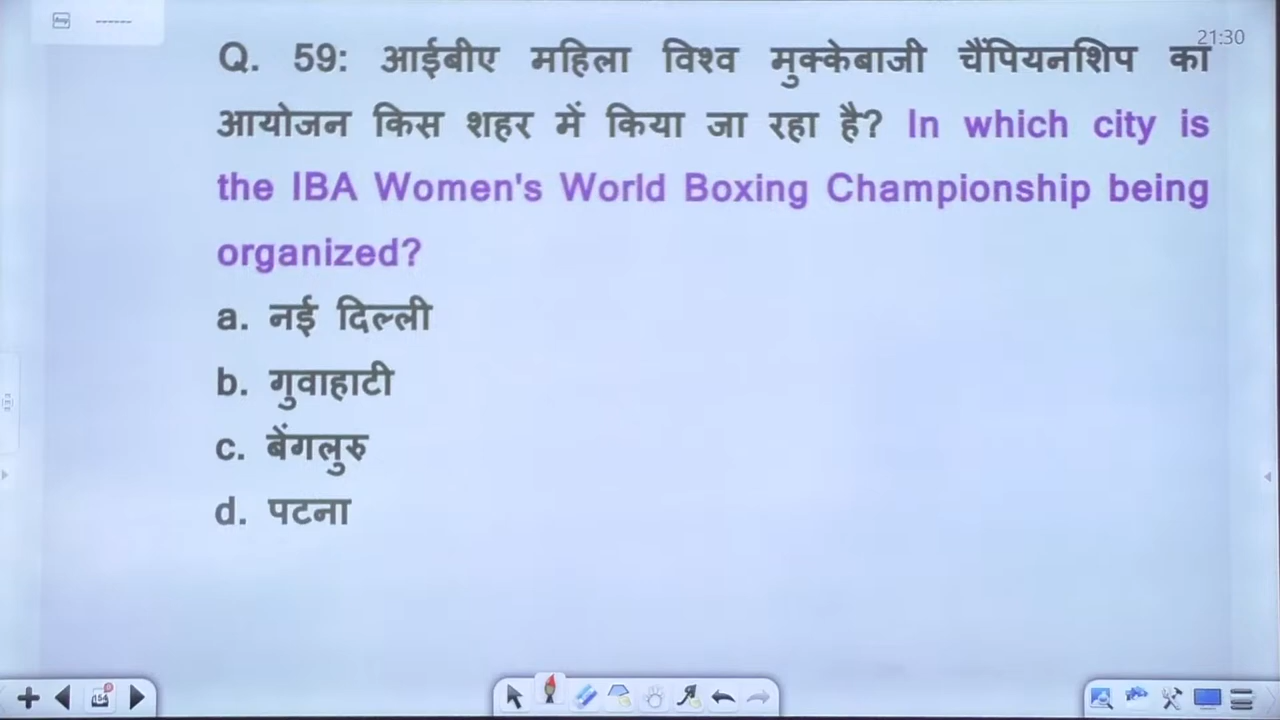 21:30
Q. 59: आईबीए महिला विश्व मुक्केबाजी चैंपियनशिप का
आयोजन किस शहर में किया जा रहा है? In which city is
the IBA Women's World Boxing Championship being
organized?
a. नई दिल्ली
b. गुवाहाटी
c. बेंगलुरु
d. पटना
154